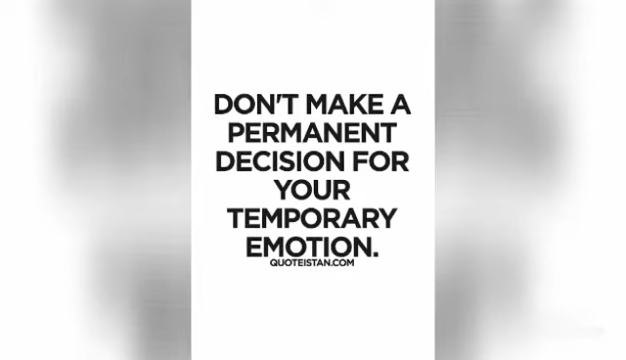 DON'T MAKE A
PERMANENT
DECISION FOR
YOUR
TEMPORARY
EMOTION.
QUOTEISTAN.COM